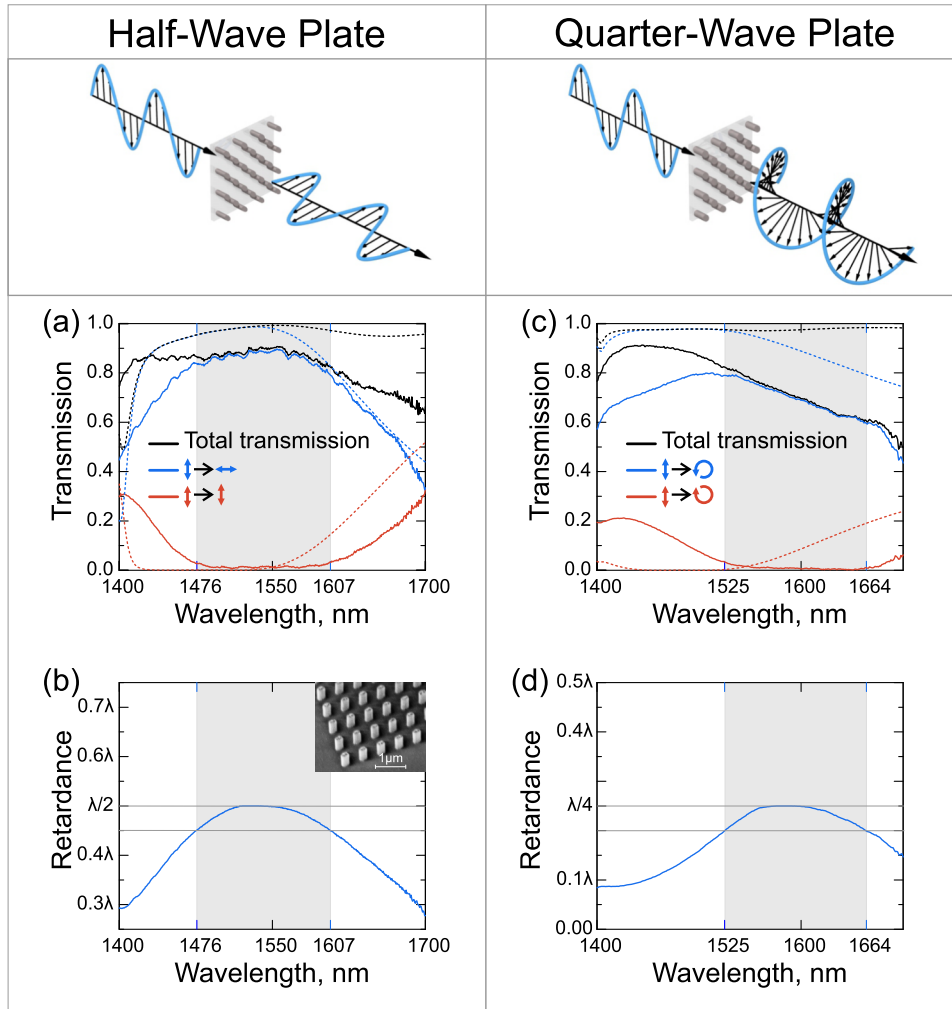 Half-Wave Plate
Quarter-Wave Plate
(a)
1.0
0.8
0.6
0.4
0.2
0.0
Transmission
Total transmission
1400
1476
1550
1607
1700
Wavelength, nm
(c)
1.0
0.8
0.6
0.4
0.2
0.0
Transmission
Total transmission
1400
1525
1600
1664
Wavelength, nm
(b)
0.7λ
0.6λ
λ/2
0.4λ
0.3λ
Retardance
1μm
1400
1476
1550
1607
1700
Wavelength, nm
(d)
0.5λ
0.4λ
λ/4
0.1λ
0.00
Retardance
1400
1525
1600
1664
Wavelength, nm